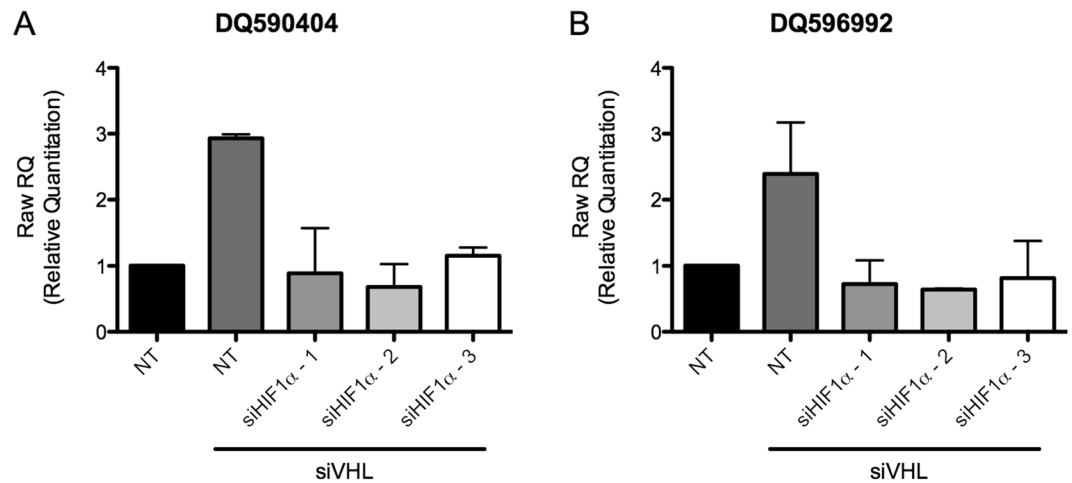 A
DQ590404
Raw RQ
(Relative Quantitation)
4
3
2
1
0
NT
NT
siHIF1α - 1
siHIF1α - 2
siHIF1α - 3
siVHL
B
DQ596992
Raw RQ
(Relative Quantitation)
4
3
2
1
0
NT
NT
siHIF1α - 1
siHIF1α - 2
siHIF1α - 3
siVHL